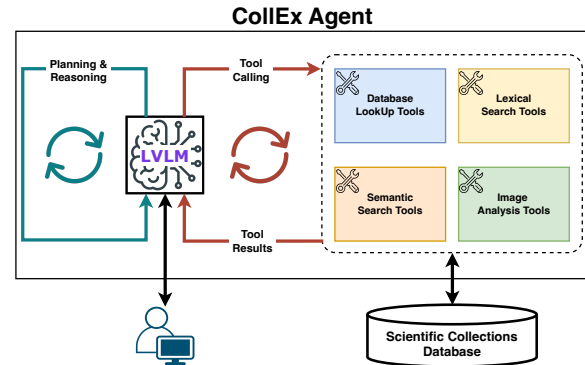 CollEx Agent
Planning &
Reasoning
Tool
Calling
LVLM
Tool
Results
Database
LookUp Tools
Lexical
Search Tools
Semantic
Search Tools
Image
Analysis Tools
Scientific Collections
Database